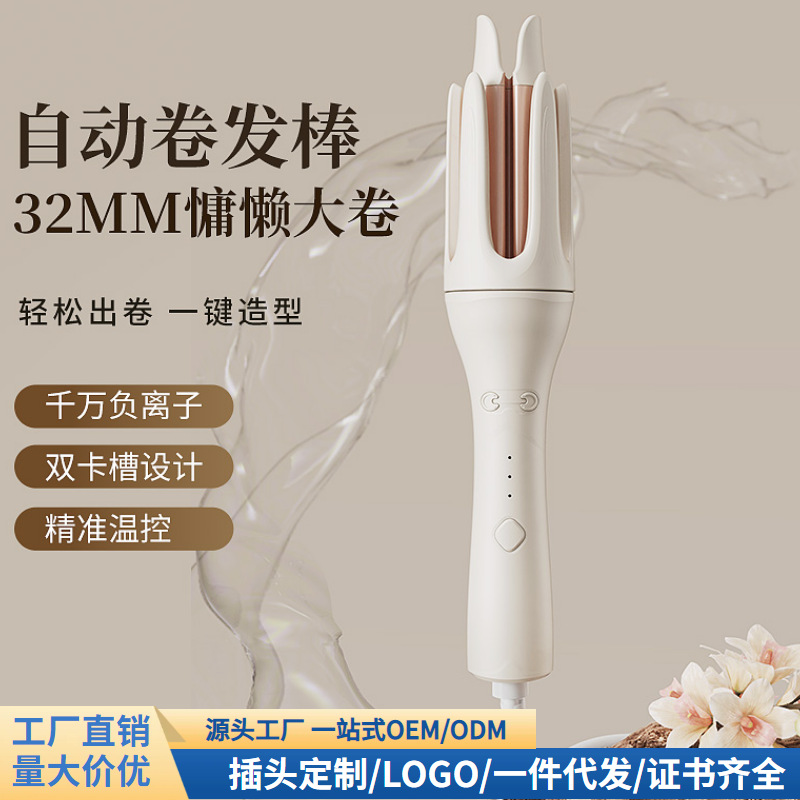 自动卷发棒
32MM慵懒大卷
轻松出卷 一键造型
千万负离子
双卡槽设计
精准温控
工厂直销
量大价优
源头工厂 一站式OEM/ODM
插头定制/LOGO/一件代发/证书齐全